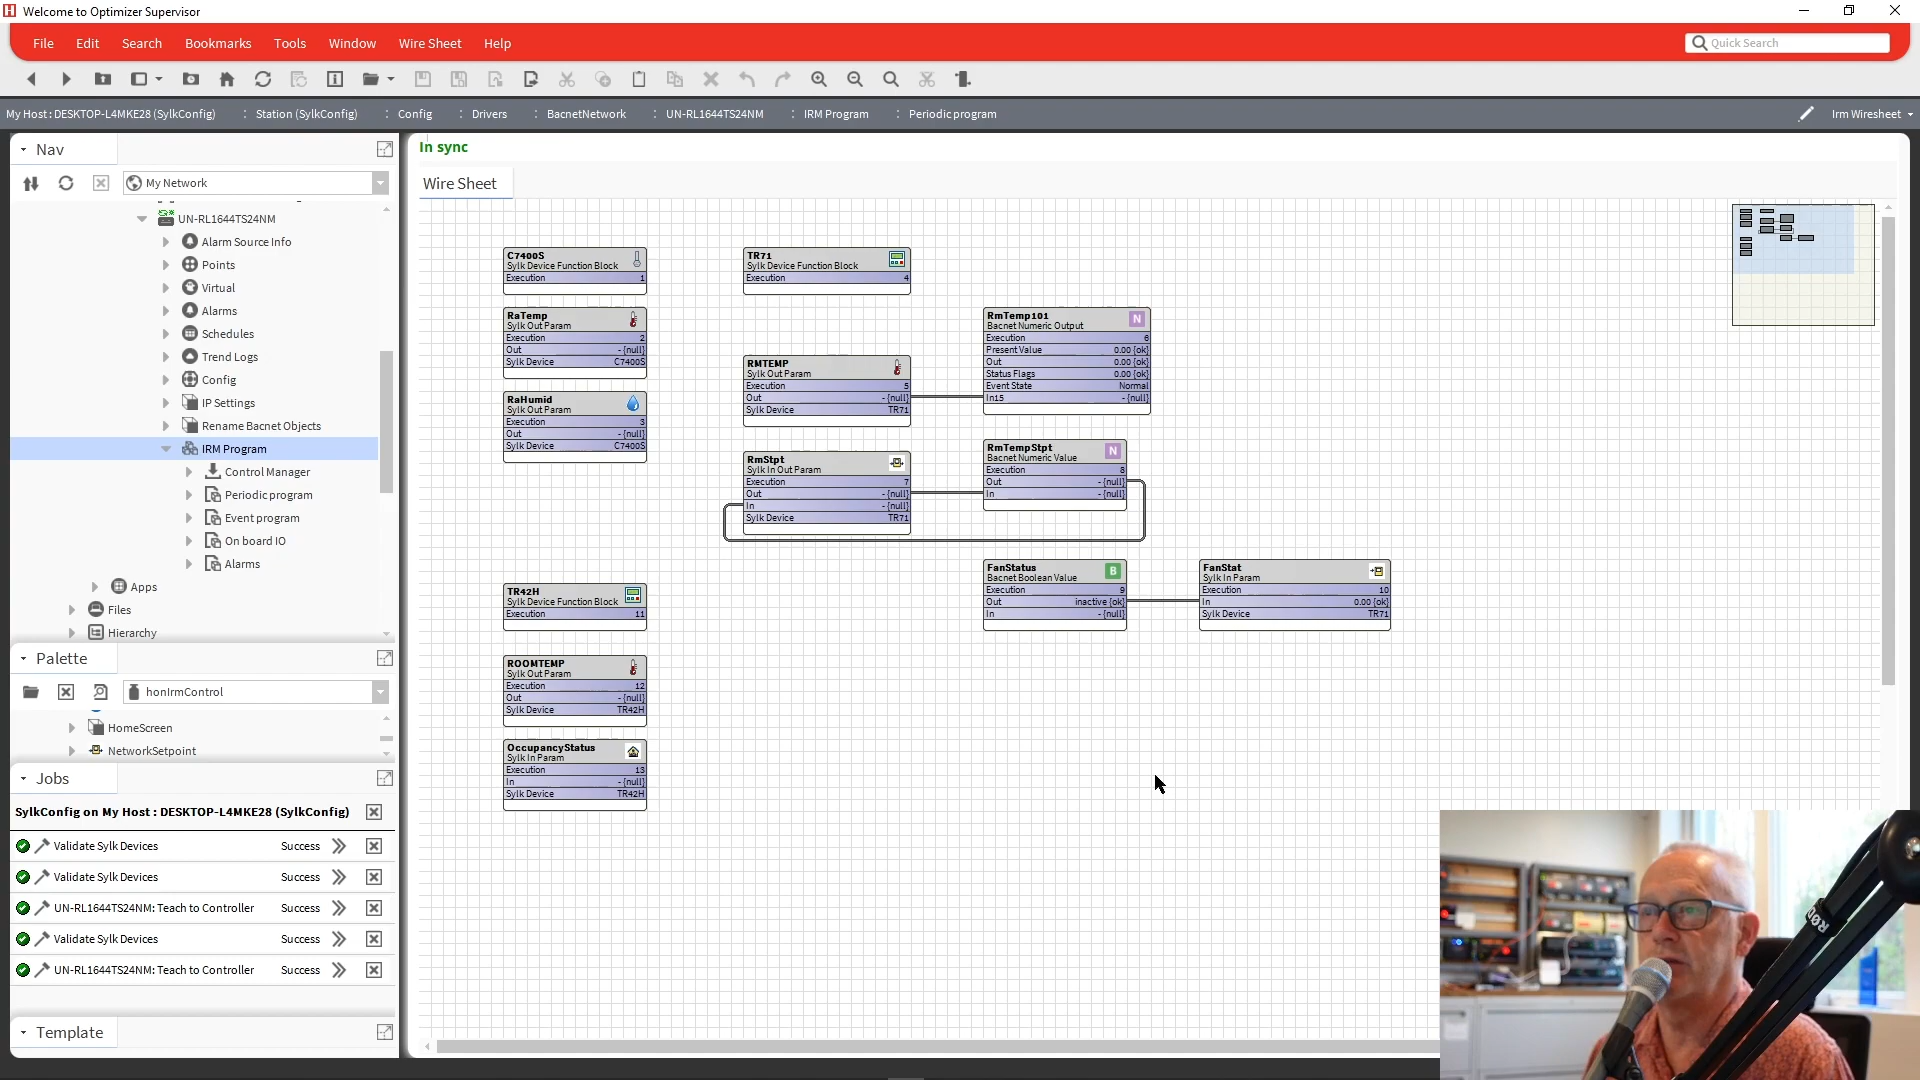 Welcome to Optimizer Supervisor
File Edit Search Bookmarks Tools Window Wire Sheet Help
Quick Search
My Host : DESKTOP-L4MKE28 (SylkConfig) : Station (SylkConfig) : Config : Drivers : BacnetNetwork : UN-RL1644TS24NM : IRM Program : Periodic program
Irm Wiresheet
Nav
My Network
UN-RL1644TS24NM
Alarm Source Info
Points
Virtual
Alarms
Schedules
Trend Logs
Config
IP Settings
Rename Bacnet Objects
IRM Program
Control Manager
Periodic program
Event program
On board IO
Alarms
Apps
Files
Hierarchy
Palette
honIrmControl
HomeScreen
NetworkSetpoint
Jobs
SylkConfig on My Host : DESKTOP-L4MKE28 (SylkConfig)
Validate Sylk Devices Success
Validate Sylk Devices Success
UN-RL1644TS24NM: Teach to Controller Success
Validate Sylk Devices Success
UN-RL1644TS24NM: Teach to Controller Success
Template
In sync
Wire Sheet
C7400S
Sylk Device Function Block
Execution 1
RaTemp
Sylk Out Param
Execution 2
Out - {null}
Sylk Device C7400S
RaHumid
Sylk Out Param
Execution 3
Out - {null}
Sylk Device C7400S
TR71
Sylk Device Function Block
Execution 4
RMTEMP
Sylk Out Param
Execution 5
Out - {null}
Sylk Device TR71
RmTemp101
Bacnet Numeric Output
N
Execution 6
Present Value 0.00 {ok}
Out 0.00 {ok}
Status Flags 0.00 {ok}
Event State Normal
In15 - {null}
RmStpt
Sylk In Out Param
Execution 7
Out - {null}
In - {null}
Sylk Device TR71
RmTempStpt
Bacnet Numeric Value
N
Execution 8
Out - {null}
In - {null}
FanStatus
Bacnet Boolean Value
B
Execution 9
Out inactive {ok}
In - {null}
FanStat
Sylk In Param
Execution 10
In 0.00 {ok}
Sylk Device TR71
TR42H
Sylk Device Function Block
Execution 11
ROOMTEMP
Sylk Out Param
Execution 12
Out - {null}
Sylk Device TR42H
OccupancyStatus
Sylk In Param
Execution 13
In - {null}
Sylk Device TR42H
RØDE